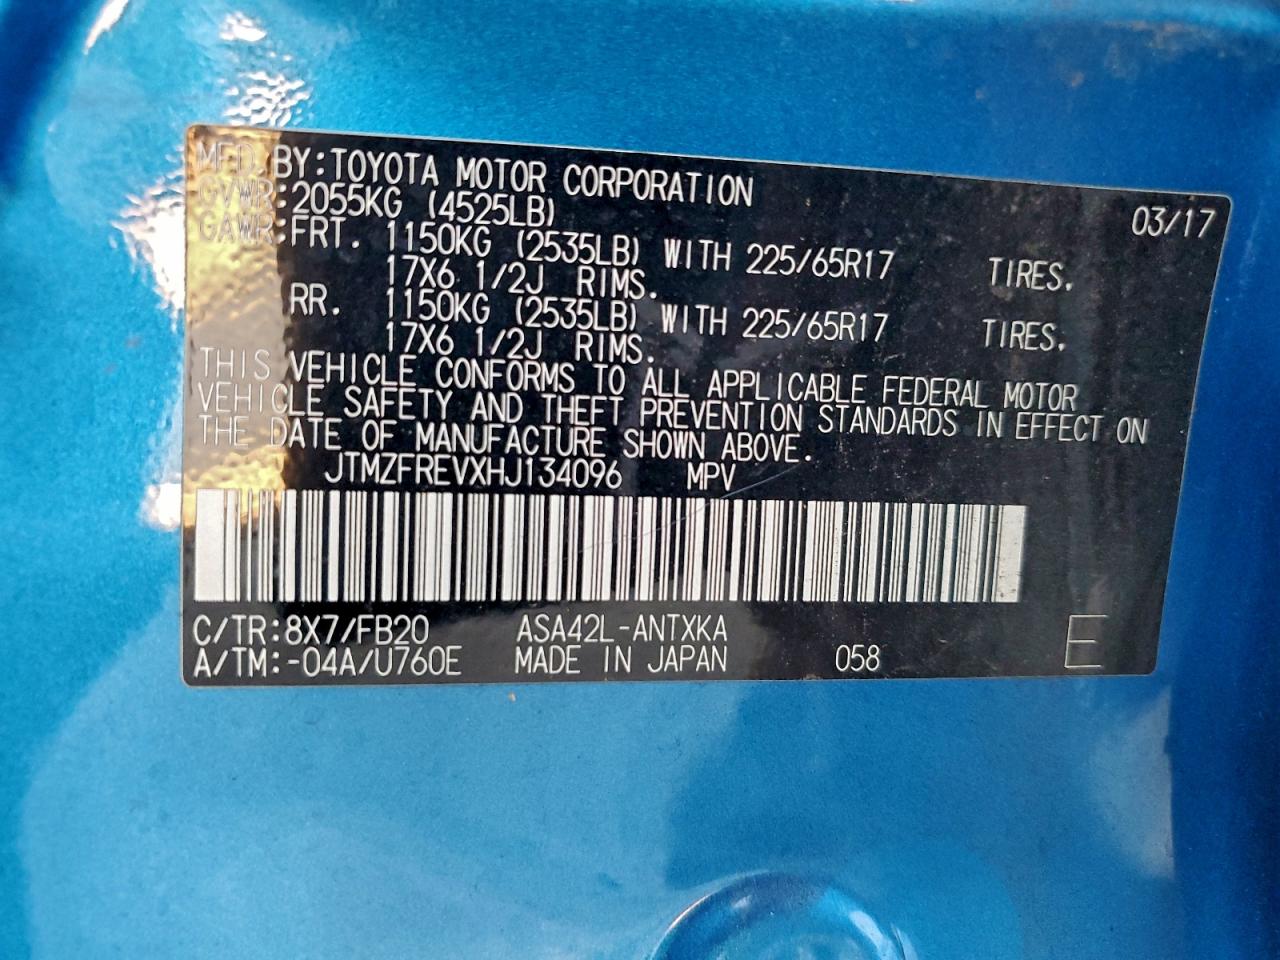 MFD BY:TOYOTA MOTOR CORPORATION 03/17
GVWR:2055KG (4525LB)
GAWR:FRT. 1150KG (2535LB) WITH 225/65R17 TIRES.
17X6 1/2J RIMS.
RR. 1150KG (2535LB) WITH 225/65R17 TIRES.
17X6 1/2J RIMS.
THIS VEHICLE CONFORMS TO ALL APPLICABLE FEDERAL MOTOR
VEHICLE SAFETY AND THEFT PREVENTION STANDARDS IN EFFECT ON
THE DATE OF MANUFACTURE SHOWN ABOVE.
JTMZFREVXHJ134096 MPV
C/TR:8X7/FB20 ASA42L-ANTXKA
A/TM:-04A/U760E MADE IN JAPAN 058 E